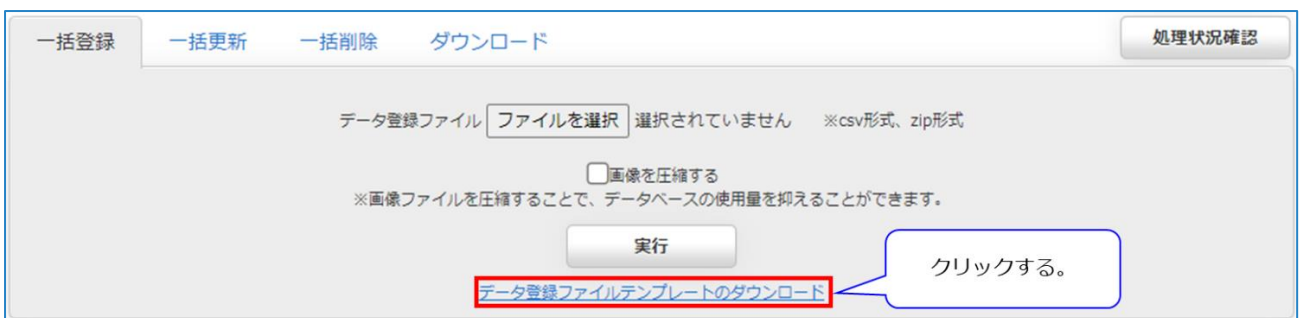 一括登録 一括更新 一括削除 ダウンロード 処理状況確認
データ登録ファイル ファイルを選択 選択されていません ※csv形式、zip形式
画像を圧縮する
※画像ファイルを圧縮することで、データベースの使用量を抑えることができます。
実行
クリックする。
データ登録ファイルテンプレートのダウンロード